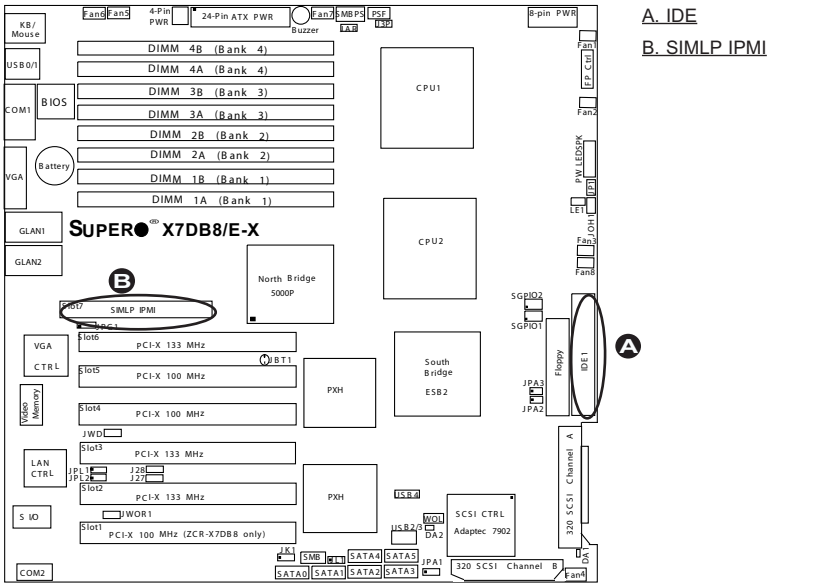 Fan6 Fan5 4-Pin PWR 24-Pin ATX PWR Buzzer Fan7 SMBPS PSF JAR J3P 8-pin PWR
A. IDE
B. SIMLP IPMI
KB/
Mouse
USB0/1
COM1
BIOS
VGA
Battery
GLAN1
GLAN2
DIMM 4B (Bank 4)
DIMM 4A (Bank 4)
DIMM 3B (Bank 3)
DIMM 3A (Bank 3)
DIMM 2B (Bank 2)
DIMM 2A (Bank 2)
DIMM 1B (Bank 1)
DIMM 1A (Bank 1)
CPU1
Fan1
FP Ctrl
Fan2
PW LEDSPK
JP1
LE1
JOH1
Fan3
Fan8
SUPER® X7DB8/E-X
CPU2
North Bridge
5000P
B
Slot7 SIMLP IPMI
JPG1
SGPIO2
SGPIO1
A
IDE1
Floppy
JPA3
JPA2
VGA
CTRL
Slot6
PCI-X 133 MHz
JBT1
Slot5
PCI-X 100 MHz
PXH
South
Bridge
ESB2
Video
Memory
Slot4
PCI-X 100 MHz
JWD
Slot3
PCI-X 133 MHz
LAN
CTRL
JPL1
JPL2
J28
J27
Slot2
PCI-X 133 MHz
PXH
USB4
320 SCSI Channel A
S I/O
JWOR1
Slot1
PCI-X 100 MHz (ZCR-X7DB8 only)
WOL
USB2/3
DA2
SCSI CTRL
Adaptec 7902
DA1
COM2
JK1
SMB
JL1
SATA4 SATA5
SATA0 SATA1 SATA2 SATA3
JPA1
320 SCSI Channel B
Fan4